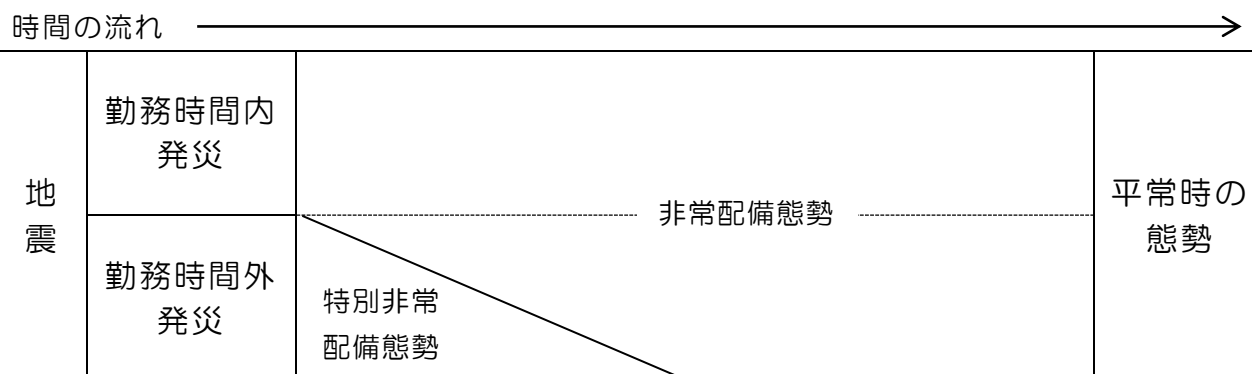 時間の流れ
地
震
勤務時間内
発災
勤務時間外
発災
非常配備態勢
特別非常
配備態勢
平常時の
態勢